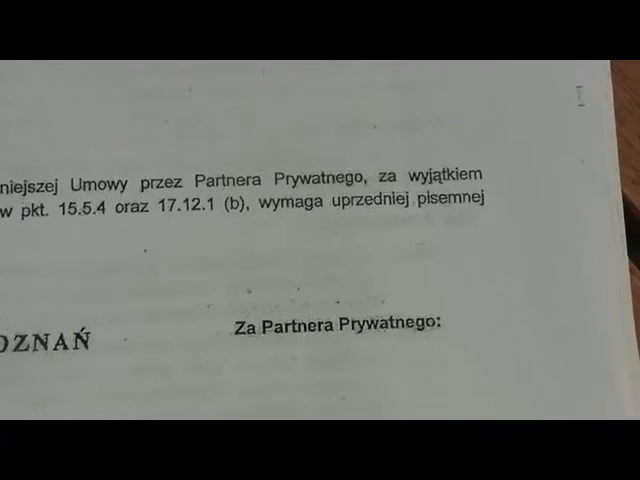 niejszej Umowy przez Partnera Prywatnego, za wyjątkiem
w pkt. 15.5.4 oraz 17.12.1 (b), wymaga uprzedniej pisemnej
OZNAŃ
Za Partnera Prywatnego: